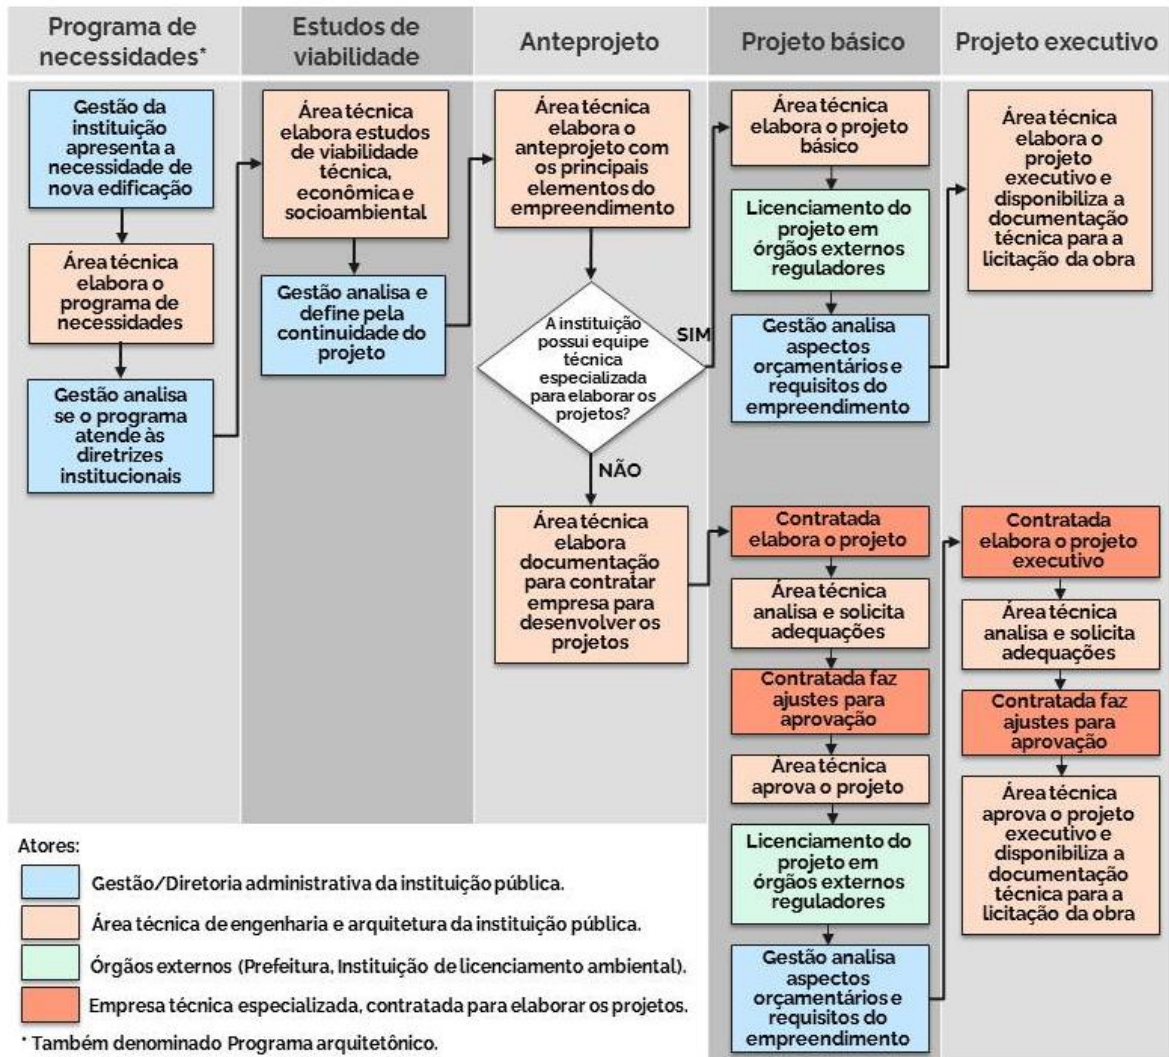 Programa de
necessidades*
Estudos de
viabilidade
Anteprojeto
Projeto básico
Projeto executivo
Gestão da
instituição
apresenta a
necessidade de
nova edificação
Área técnica
elabora o
programa de
necessidades
Gestão analisa
se o programa
atende às
diretrizes
institucionais
Área técnica
elabora estudos
de viabilidade
técnica,
econômica e
socioambiental
Gestão analisa e
define pela
continuidade do
projeto
Área técnica
elabora o
anteprojeto com
os principais
elementos do
empreendimento
A instituição
possui equipe
técnica
especializada
para elaborar os
projetos?
SIM
NÃO
Área técnica
elabora
documentação
para contratar
empresa para
desenvolver os
projetos
Área técnica
elabora o projeto
básico
Licenciamento do
projeto em
órgãos externos
reguladores
Gestão analisa
aspectos
orçamentários e
requisitos do
empreendimento
Contratada
elabora o projeto
Área técnica
analisa e solicita
adequações
Contratada faz
ajustes para
aprovação
Área técnica
aprova o projeto
Licenciamento do
projeto em
órgãos externos
reguladores
Gestão analisa
aspectos
orçamentários e
requisitos do
empreendimento
Área técnica
elabora o
projeto
executivo e
disponibiliza a
documentação
técnica para a
licitação da obra
Contratada
elabora o projeto
executivo
Área técnica
analisa e solicita
adequações
Contratada faz
ajustes para
aprovação
Área técnica
aprova o projeto
executivo e
disponibiliza a
documentação
técnica para a
licitação da obra
Atores:
Gestão/Diretoria administrativa da instituição pública.
Área técnica de engenharia e arquitetura da instituição pública.
Órgãos externos (Prefeitura, Instituição de licenciamento ambiental).
Empresa técnica especializada, contratada para elaborar os projetos.
* Também denominado Programa arquitetônico.